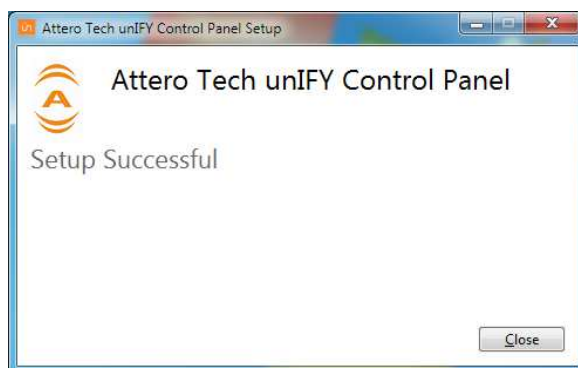 Attero Tech unIFY Control Panel Setup
Attero Tech unIFY Control Panel
A
Setup Successful
Close